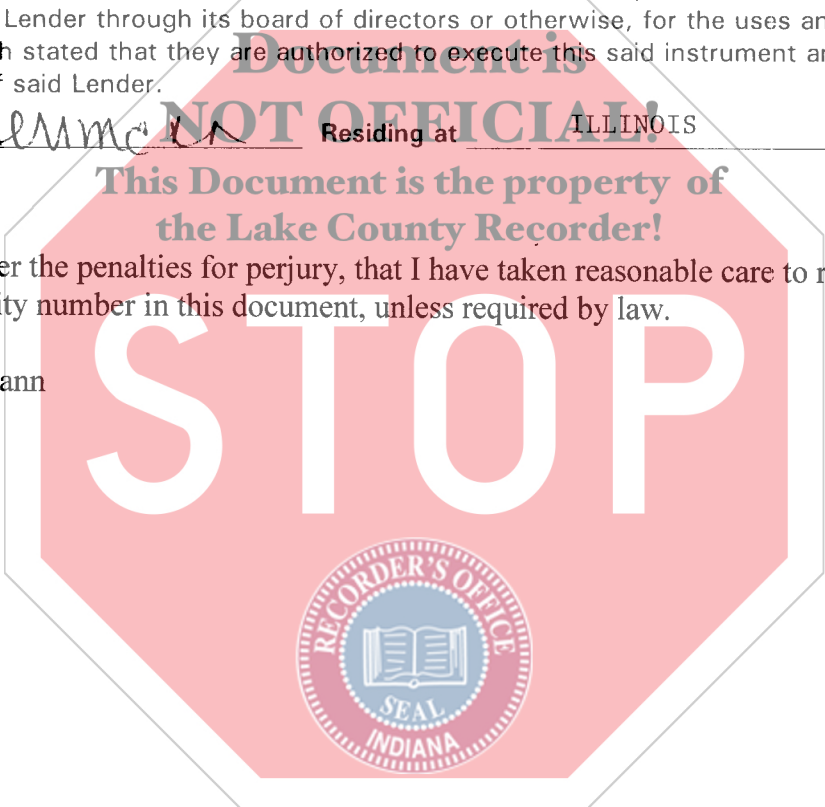 Lender through its board of directors or otherwise, for the uses an
h stated that they are authorized to execute this said instrument an
f said Lender.
Document is
NOT OFFICIAL!
Residing at ILLINOIS
This Document is the property of
the Lake County Recorder!
er the penalties for perjury, that I have taken reasonable care to r
ity number in this document, unless required by law.
ann
STOP
RECORDER'S OFFICE
SEAL
INDIANA